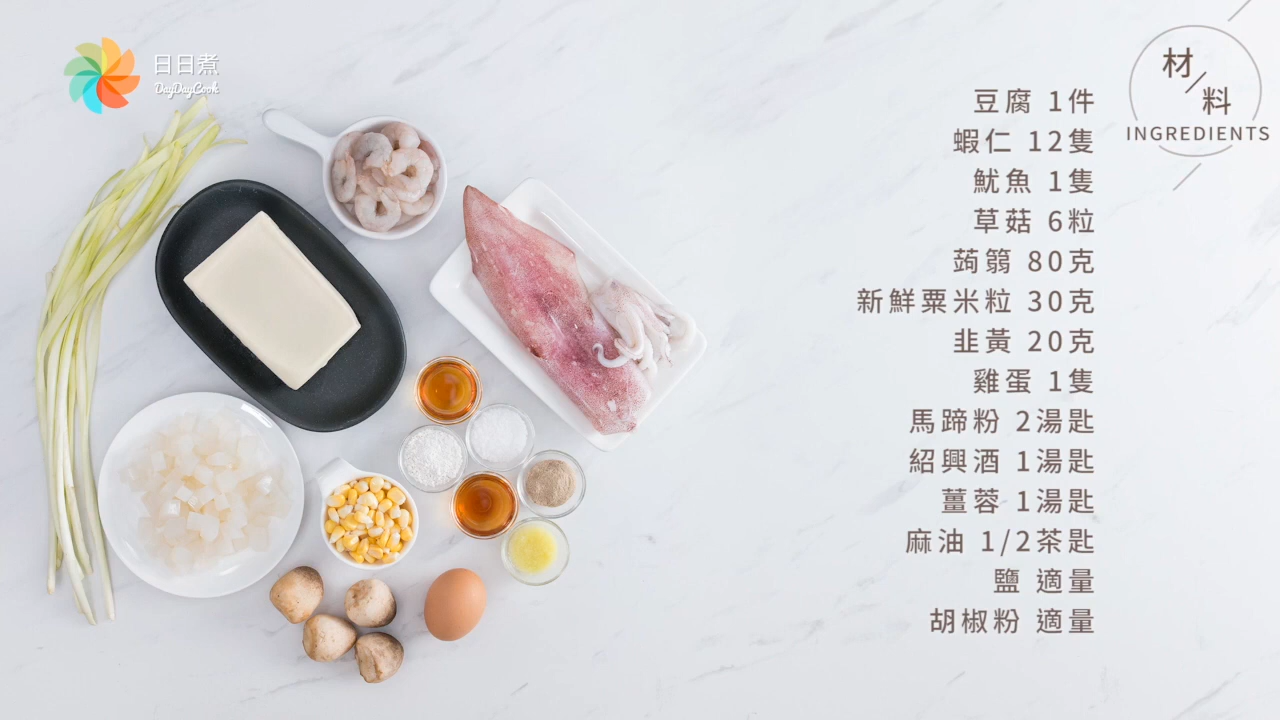 日日煮
DayDayCook
材/料
INGREDIENTS
豆腐 1件
蝦仁 12隻
魷魚 1隻
草菇 6粒
蒟蒻 80克
新鮮粟米粒 30克
韭黃 20克
雞蛋 1隻
馬蹄粉 2湯匙
紹興酒 1湯匙
薑蓉 1湯匙
麻油 1/2茶匙
鹽 適量
胡椒粉 適量